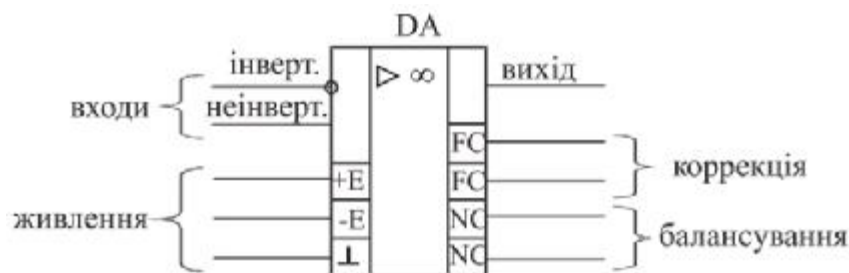 DA
інверт.
▷ ∞
вихід
входи
неінверт.
FC
коррекція
+E
FC
живлення
-E
NC
балансування
⊥
NC